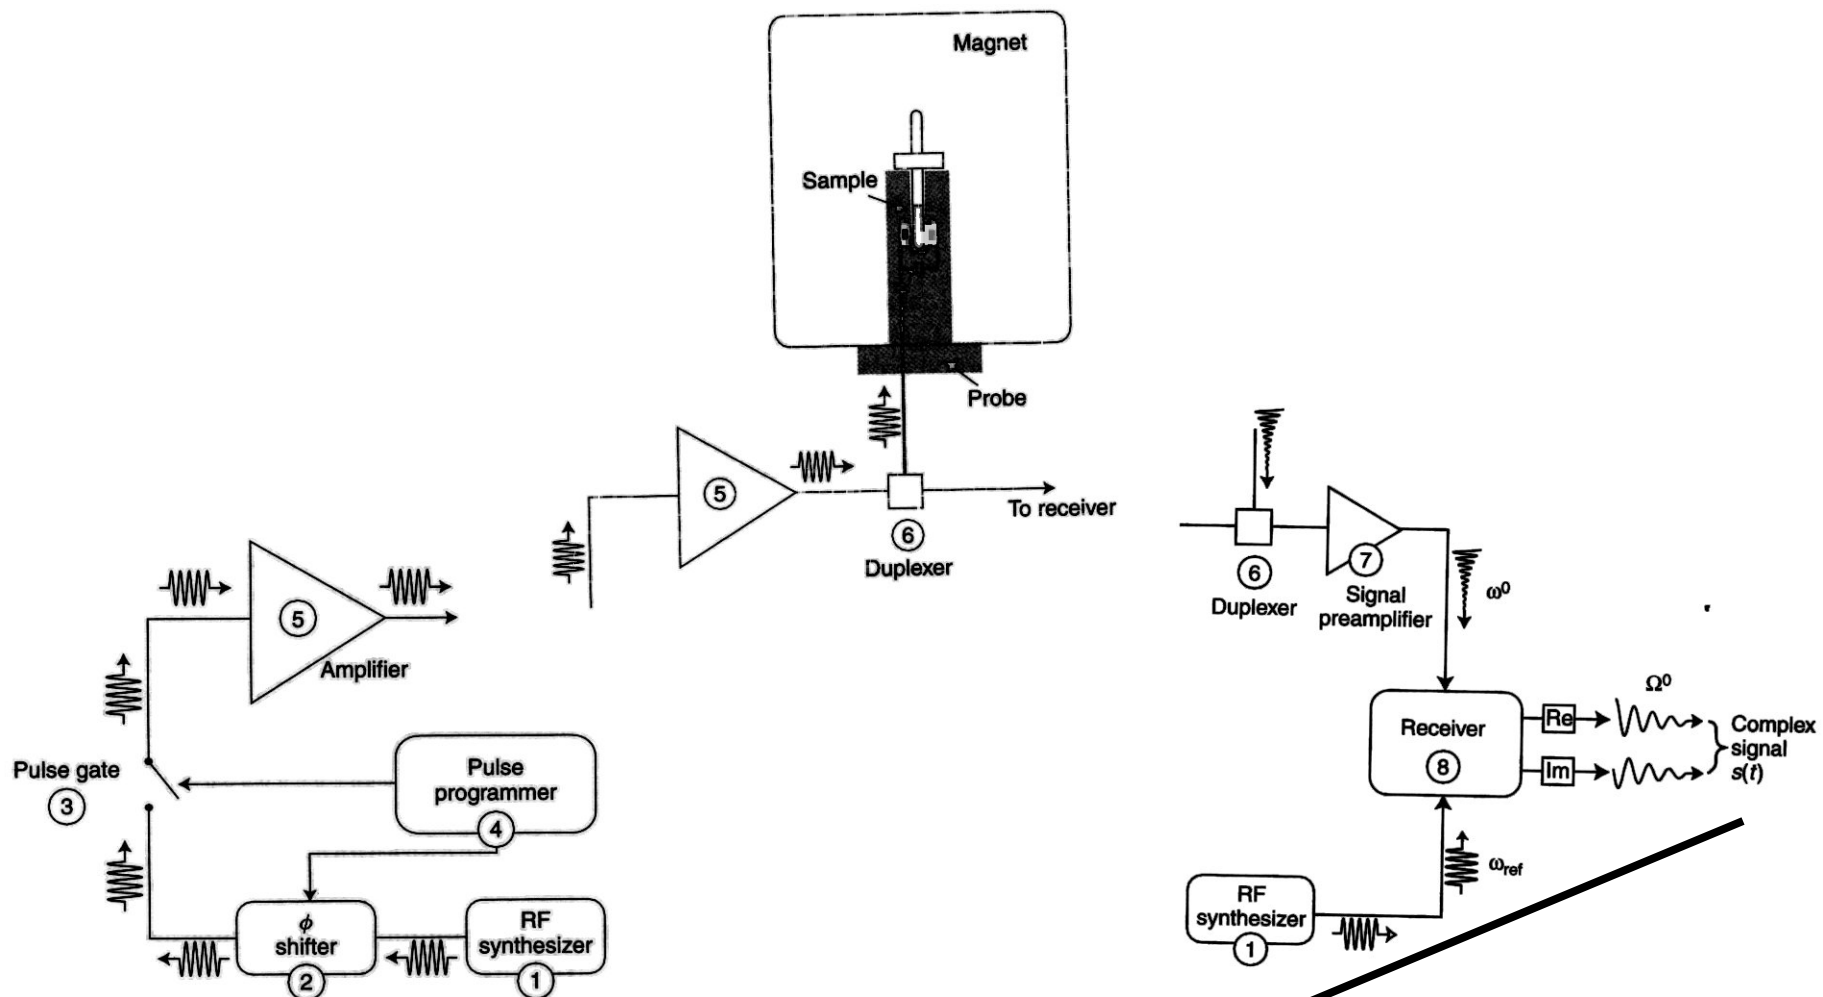 Magnet
Sample
Probe
5
To receiver
6
Duplexer
5
Amplifier
Pulse gate
3
Pulse
programmer
4
ϕ
shifter
2
RF
synthesizer
1
6
Duplexer
7
Signal
preamplifier
ω⁰
Receiver
8
Re
Im
Ω⁰
Complex
signal
s(t)
ω_ref
RF
synthesizer
1